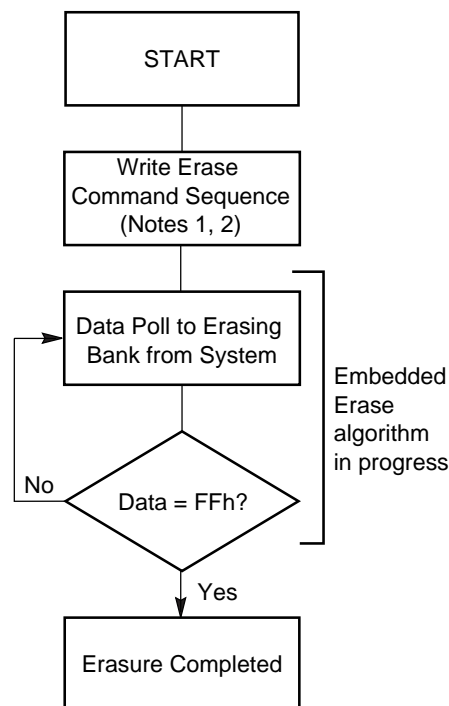 START
Write Erase
Command Sequence
(Notes 1, 2)
Data Poll to Erasing
Bank from System
Embedded
Erase
algorithm
in progress
No
Data = FFh?
Yes
Erasure Completed